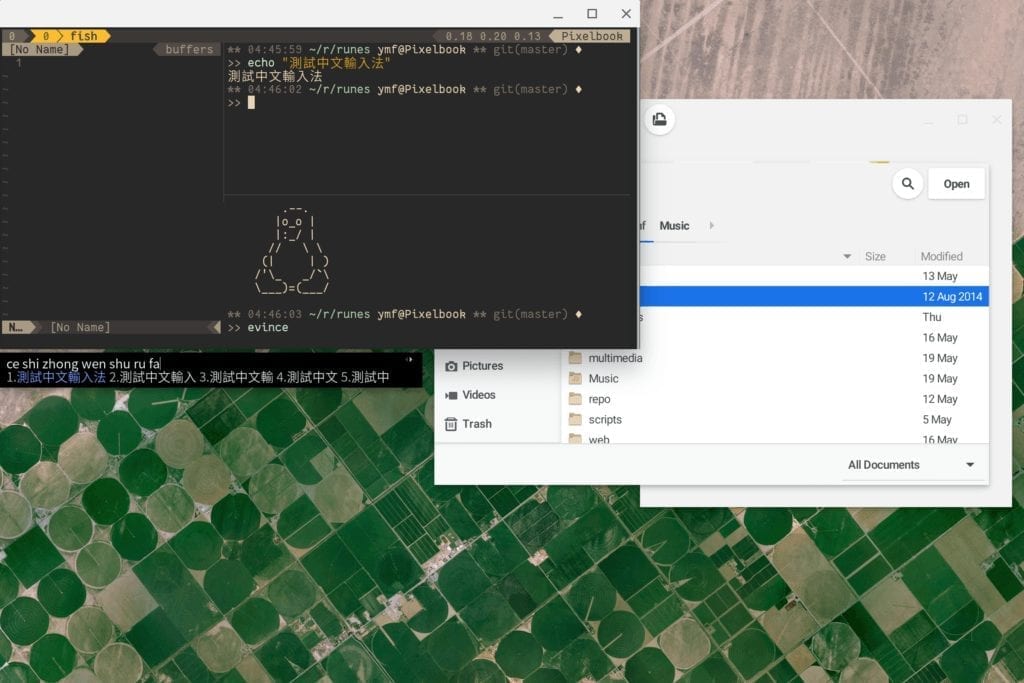 0 0 fish 0.18 0.20 0.13 Pixelbook
[No Name] buffers
1
** 04:45:59 ~/r/runes ymf@Pixelbook ** git(master) ♦
>> echo "測試中文輸入法"
測試中文輸入法
** 04:46:02 ~/r/runes ymf@Pixelbook ** git(master) ♦
>>
.--.
|o_o |
|:_/ |
//   \ \
(|     | )
/'\_   _/`\
\___)=(___/
** 04:46:03 ~/r/runes ymf@Pixelbook ** git(master) ♦
>> evince
N… [No Name]
ce shi zhong wen shu ru fa
1.測試中文輸入法 2.測試中文輸入 3.測試中文輸 4.測試中文 5.測試中
Open
Music
Size Modified
13 May
12 Aug 2014
Thu
16 May
multimedia 19 May
Music 19 May
repo 12 May
scripts 5 May
web 16 May
Pictures
Videos
Trash
All Documents